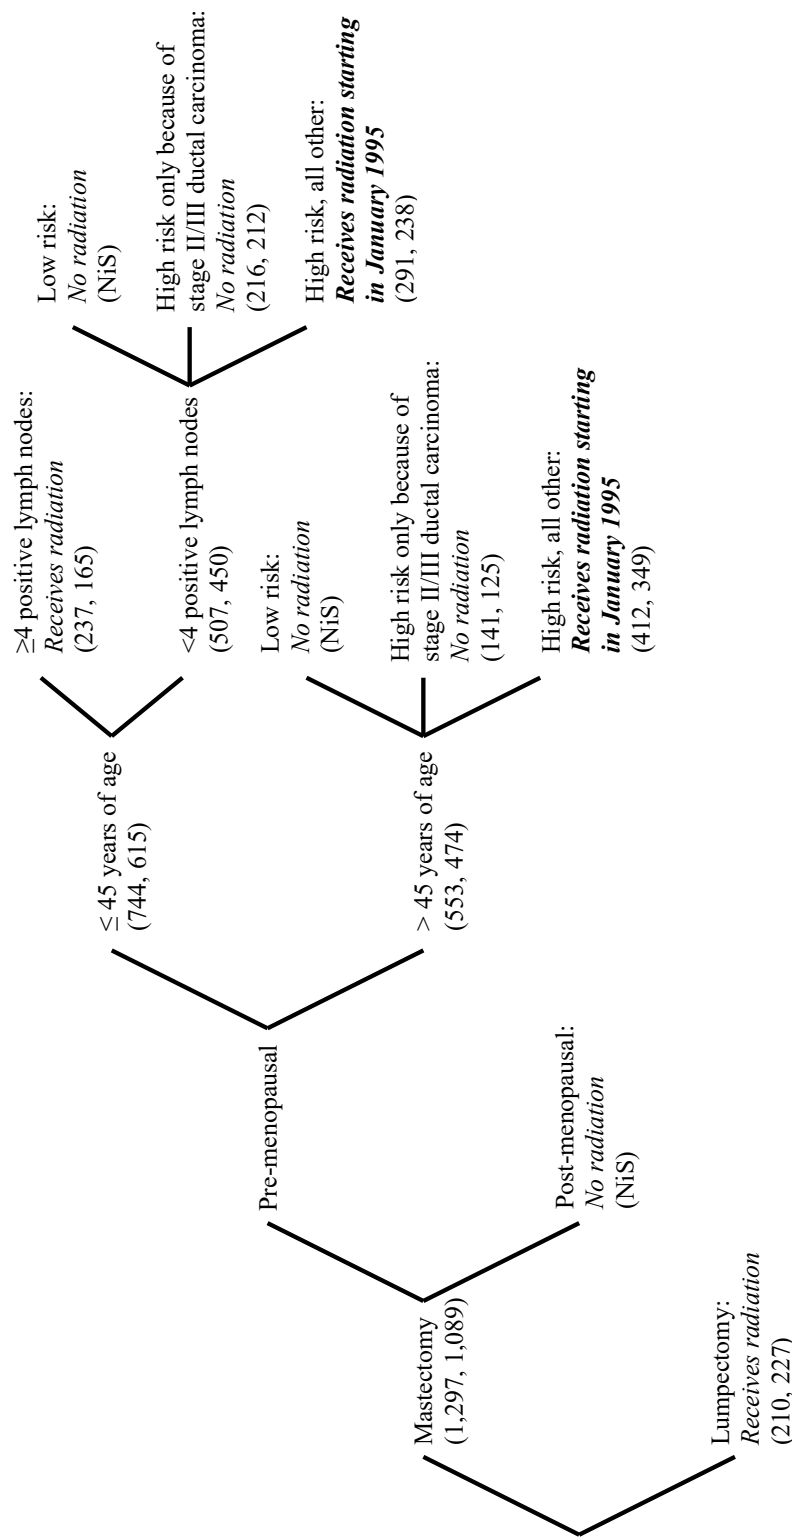 Mastectomy
(1,297, 1,089)
Lumpectomy:
Receives radiation
(210, 227)
Pre-menopausal
Post-menopausal:
No radiation
(NiS)
≤ 45 years of age
(744, 615)
> 45 years of age
(553, 474)
≥4 positive lymph nodes:
Receives radiation
(237, 165)
<4 positive lymph nodes
(507, 450)
Low risk:
No radiation
(NiS)
High risk only because of
stage II/III ductal carcinoma:
No radiation
(141, 125)
High risk, all other:
Receives radiation starting
in January 1995
(412, 349)
Low risk:
No radiation
(NiS)
High risk only because of
stage II/III ductal carcinoma:
No radiation
(216, 212)
High risk, all other:
Receives radiation starting
in January 1995
(291, 238)